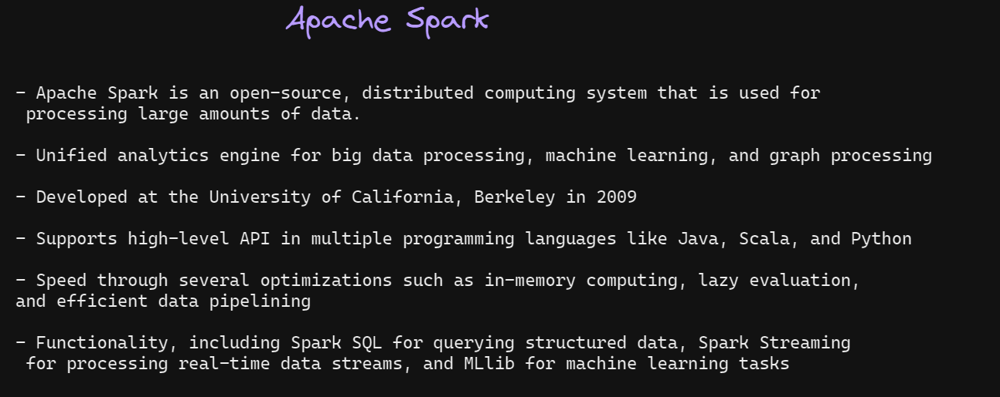 Apache Spark
- Apache Spark is an open-source, distributed computing system that is used for
processing large amounts of data.
- Unified analytics engine for big data processing, machine learning, and graph processing
- Developed at the University of California, Berkeley in 2009
- Supports high-level API in multiple programming languages like Java, Scala, and Python
- Speed through several optimizations such as in-memory computing, lazy evaluation,
and efficient data pipelining
- Functionality, including Spark SQL for querying structured data, Spark Streaming
for processing real-time data streams, and MLlib for machine learning tasks